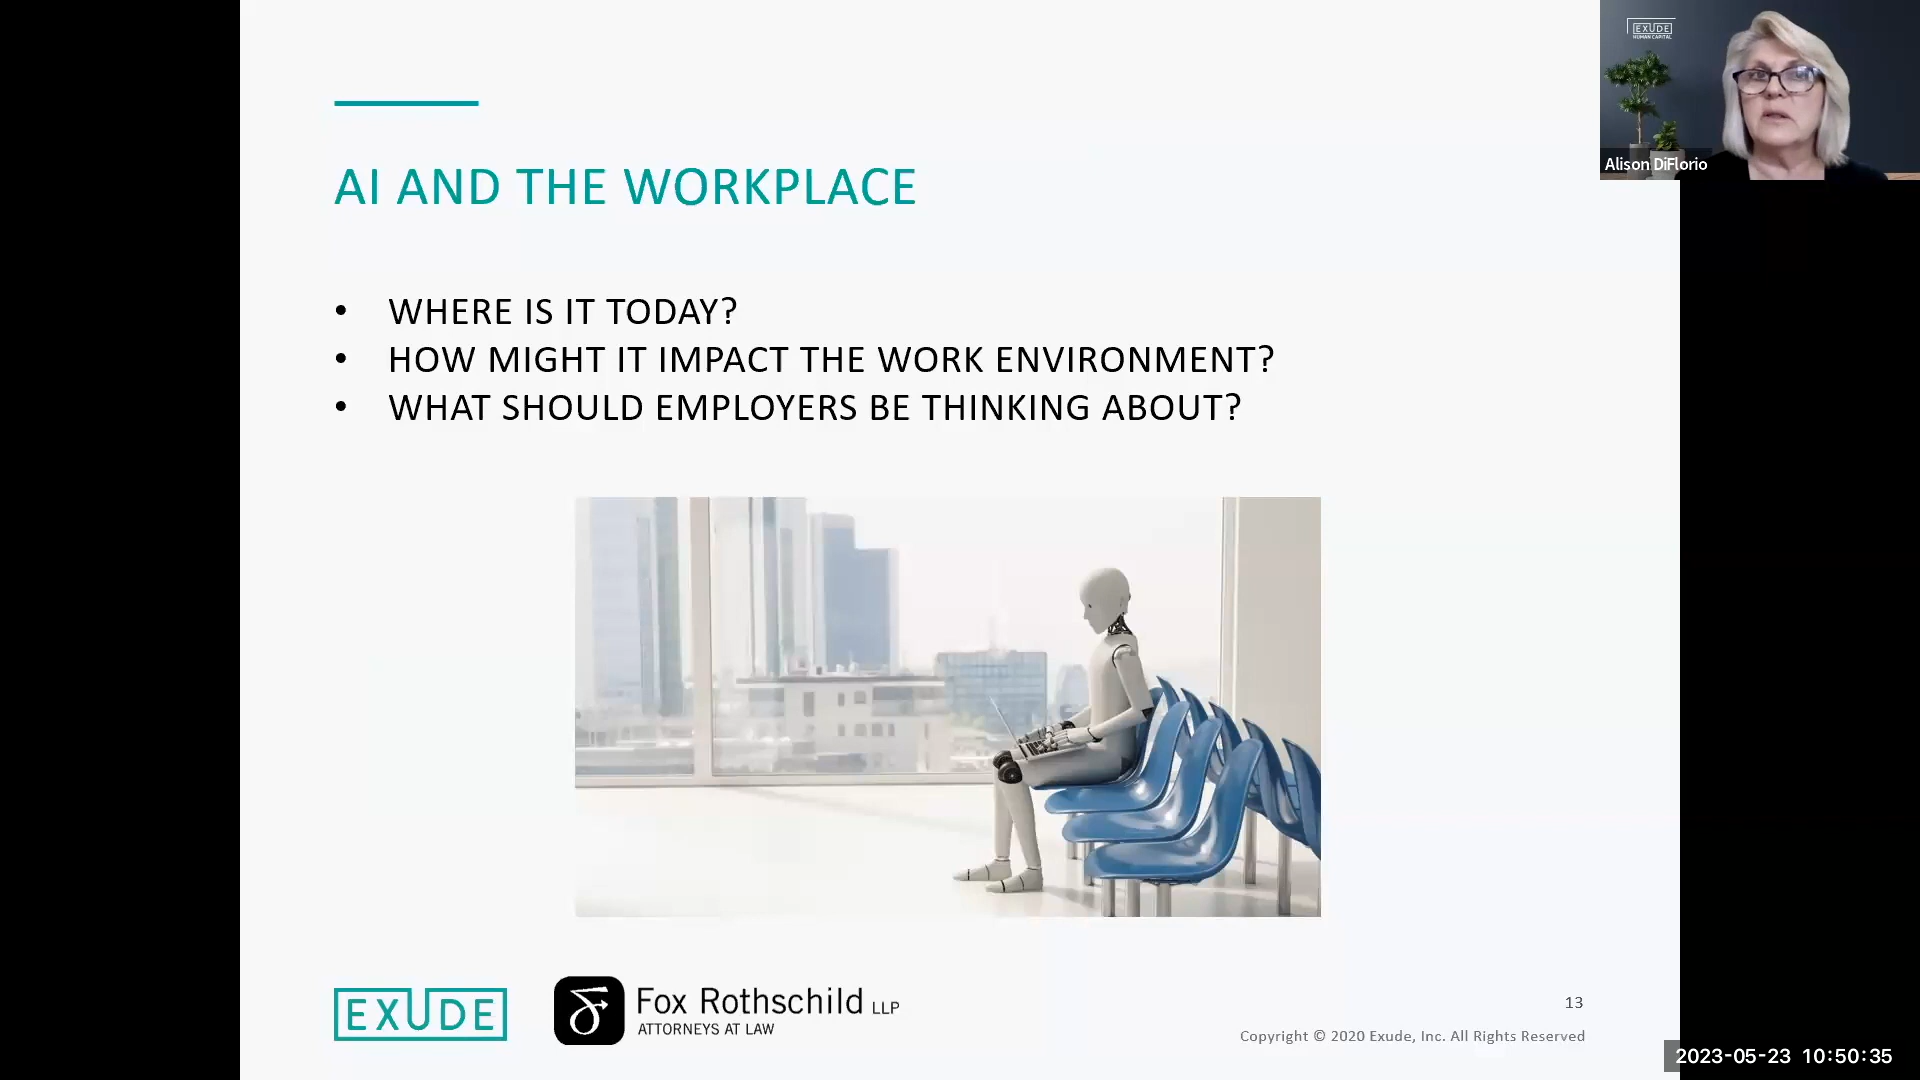 EXUDE
HUMAN CAPITAL
Alison DiFlorio
AI AND THE WORKPLACE
• WHERE IS IT TODAY?
• HOW MIGHT IT IMPACT THE WORK ENVIRONMENT?
• WHAT SHOULD EMPLOYERS BE THINKING ABOUT?
EXUDE
Fox Rothschild LLP
ATTORNEYS AT LAW
13
Copyright © 2020 Exude, Inc. All Rights Reserved
2023-05-23 10:50:35